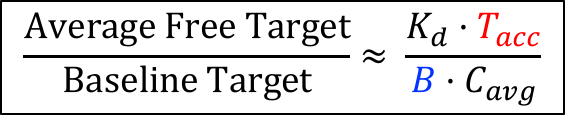 Average Free Target / Baseline Target ≈ K_d · T_acc / B · C_avg